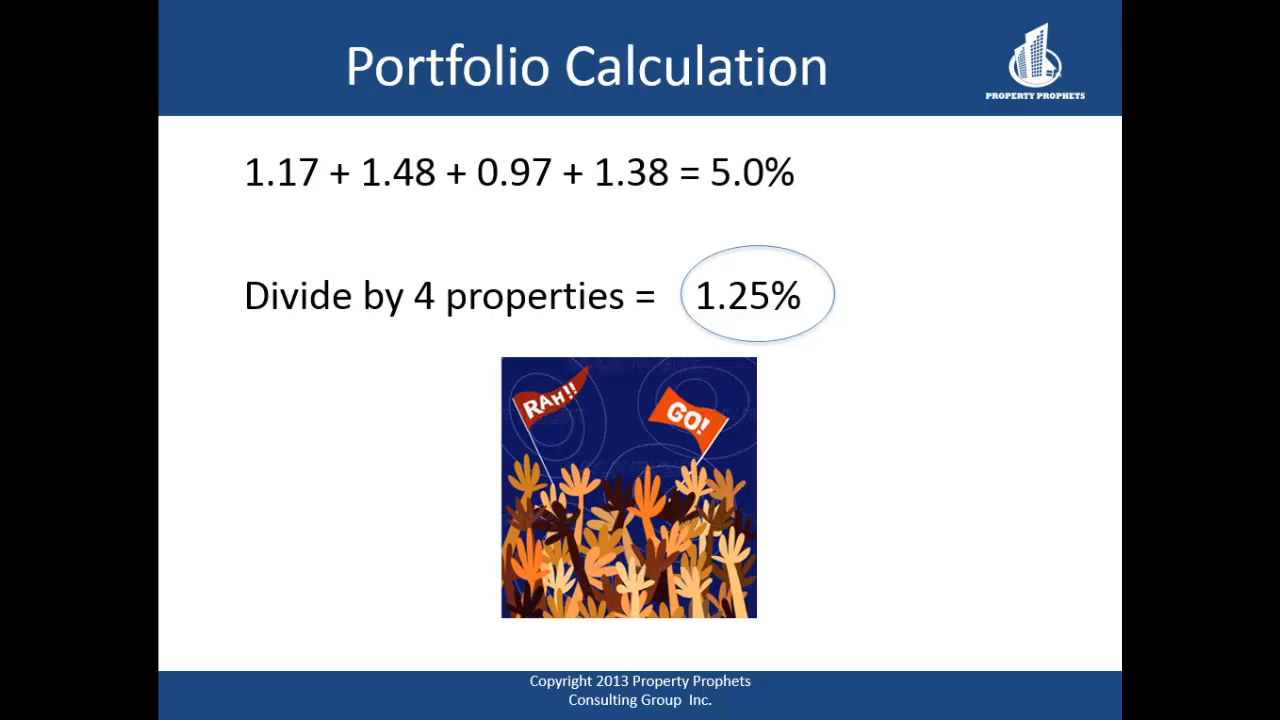 Portfolio Calculation
PROPERTY PROPHETS
1.17 + 1.48 + 0.97 + 1.38 = 5.0%
Divide by 4 properties = 1.25%
RAH!!
GO!
Copyright 2013 Property Prophets
Consulting Group Inc.